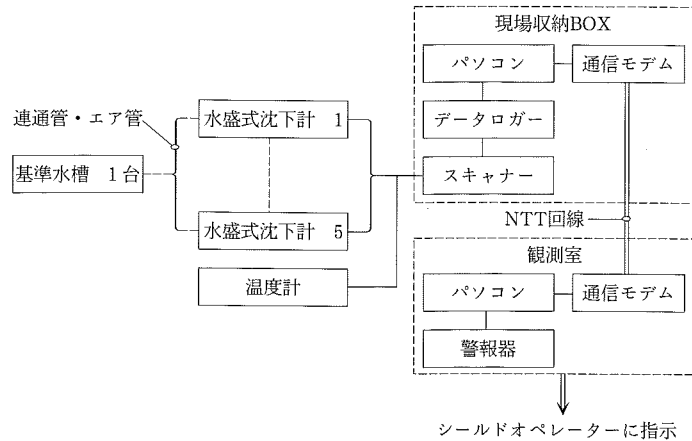 現場収納BOX
パソコン
通信モデム
連通管・エア管
水盛式沈下計 1
データロガー
基準水槽 1台
スキャナー
NTT回線
水盛式沈下計 5
観測室
温度計
パソコン
通信モデム
警報器
シールドオペレーターに指示